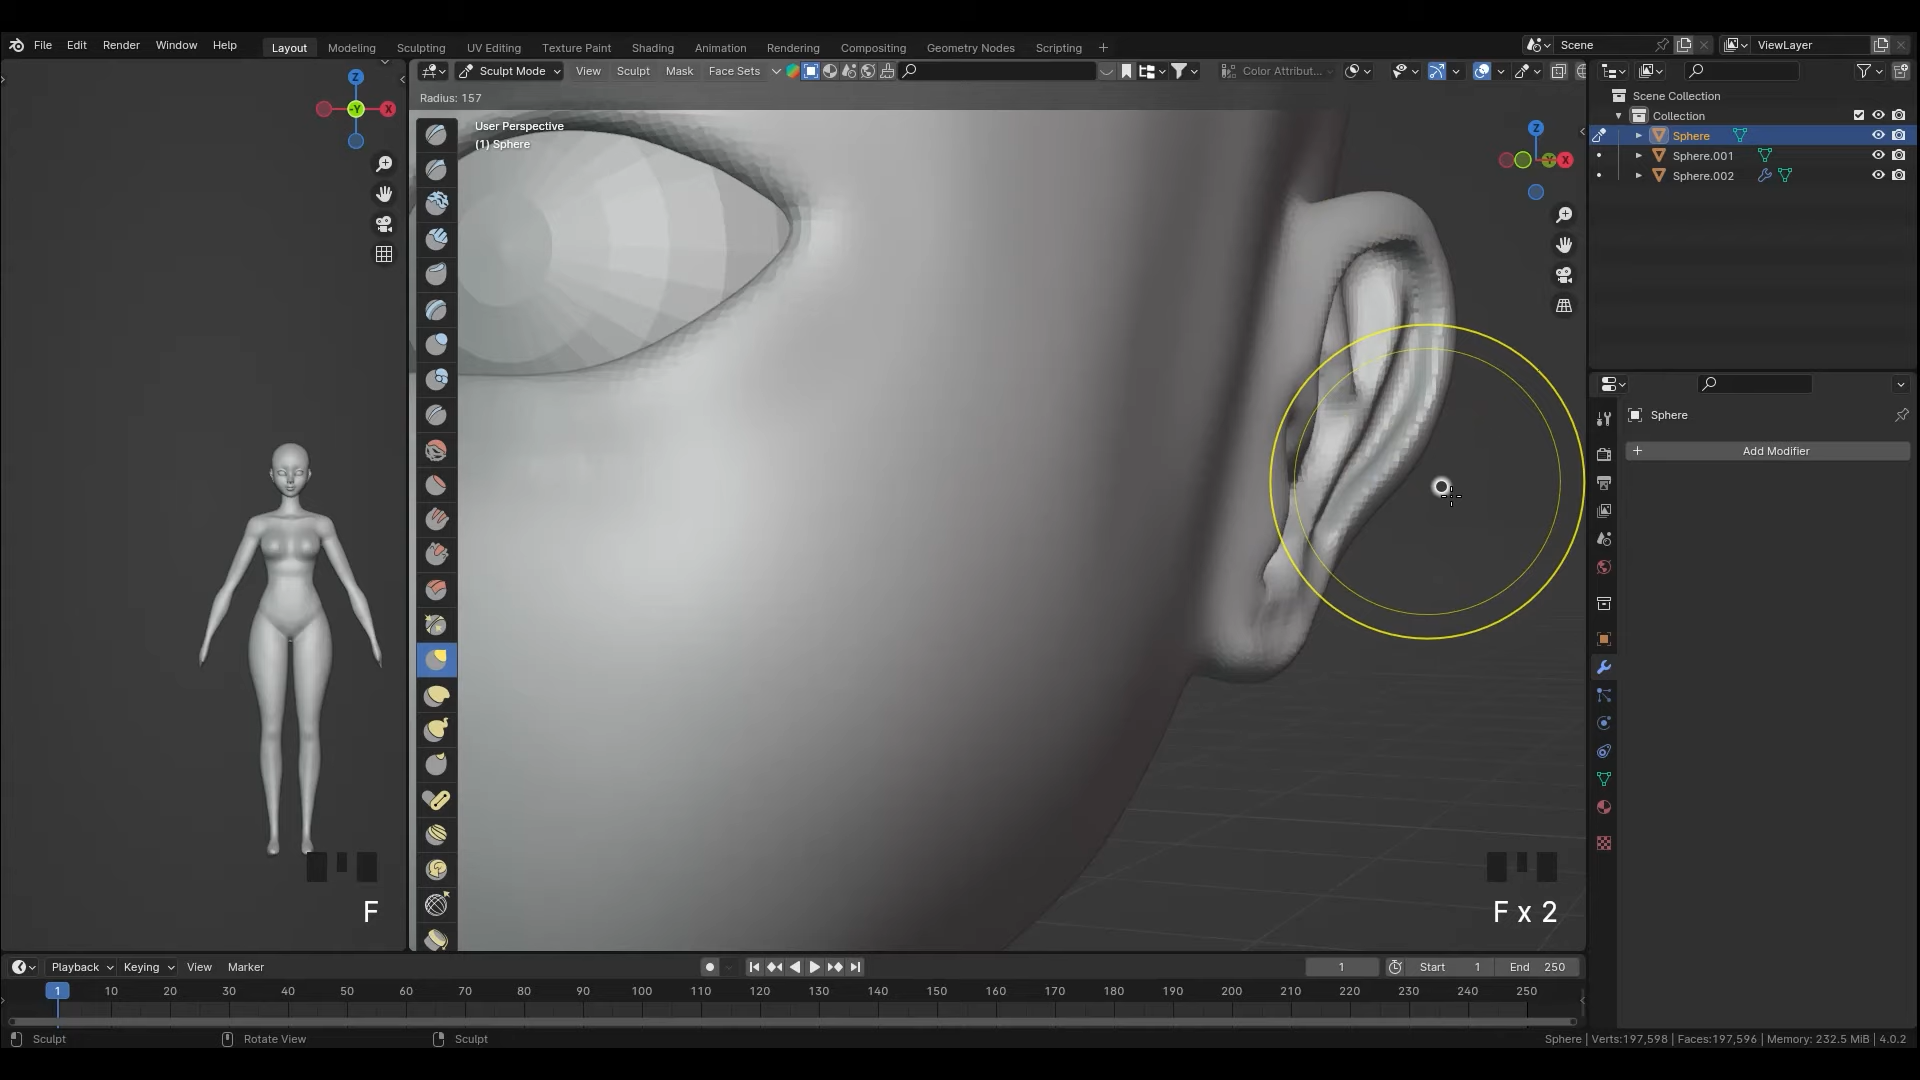 File Edit Render Window Help Layout Modeling Sculpting UV Editing Texture Paint Shading Animation Rendering Compositing Geometry Nodes Scripting + Scene ViewLayer
Sculpt Mode View Sculpt Mask Face Sets Color Attribut...
Radius: 157
User Perspective
(1) Sphere
Z
-Y
X
Z
Y
X
F
F x 2
Scene Collection
Collection
Sphere
Sphere.001
Sphere.002
Sphere
+ Add Modifier
Playback Keying View Marker 1 Start 1 End 250
1 10 20 30 40 50 60 70 80 90 100 110 120 130 140 150 160 170 180 190 200 210 220 230 240 250
Sculpt Rotate View Sculpt Sphere | Verts:197,598 | Faces:197,596 | Memory: 232.5 MiB | 4.0.2